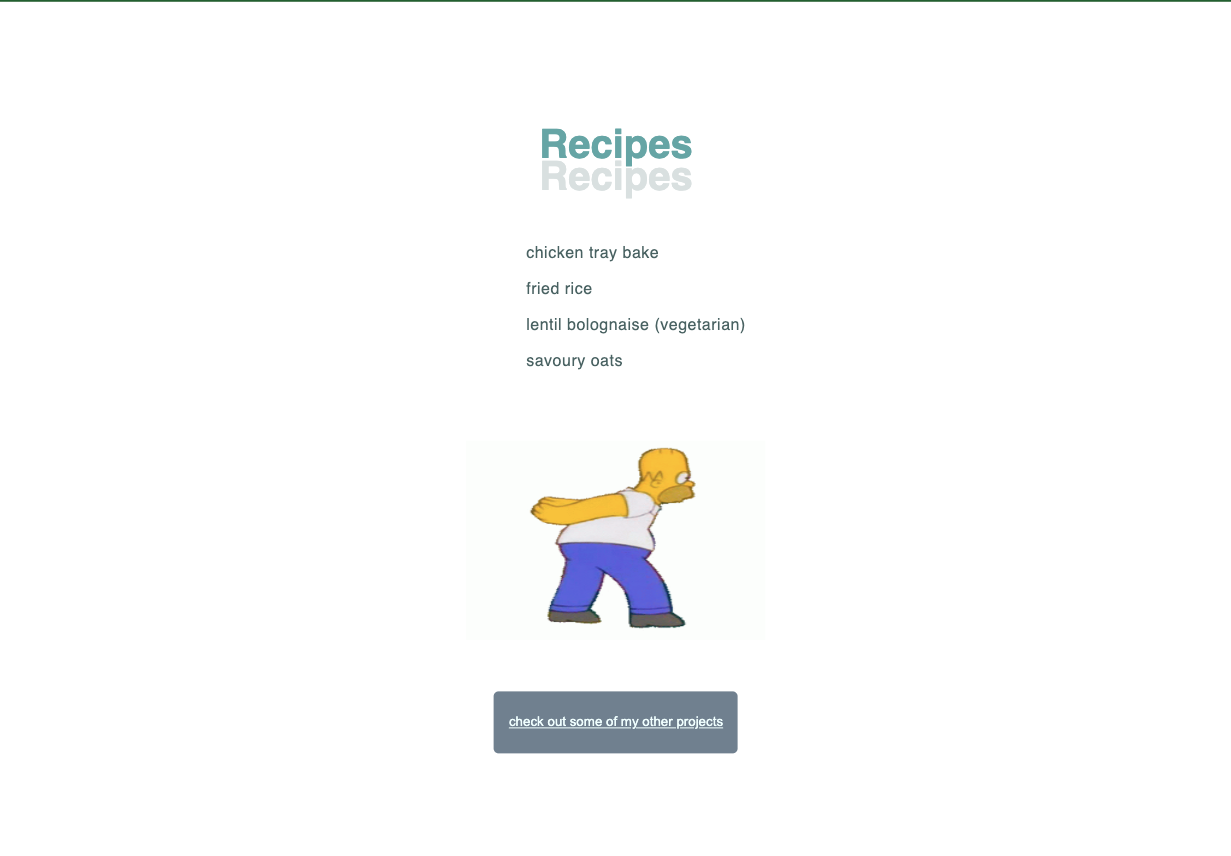 Recipes
Recipes
chicken tray bake
fried rice
lentil bolognaise (vegetarian)
savoury oats
check out some of my other projects